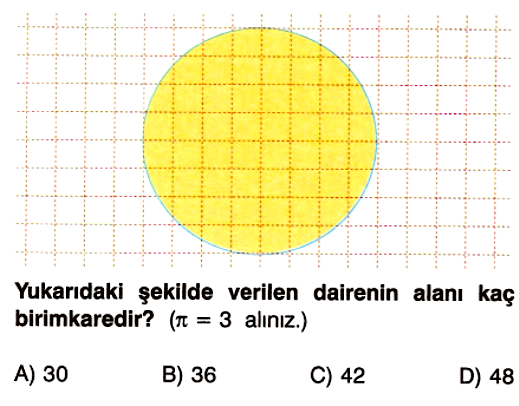 Yukarıdaki şekilde verilen dairenin alanı kaç
birimkaredir? (π = 3 alınız.)
A) 30 B) 36 C) 42 D) 48